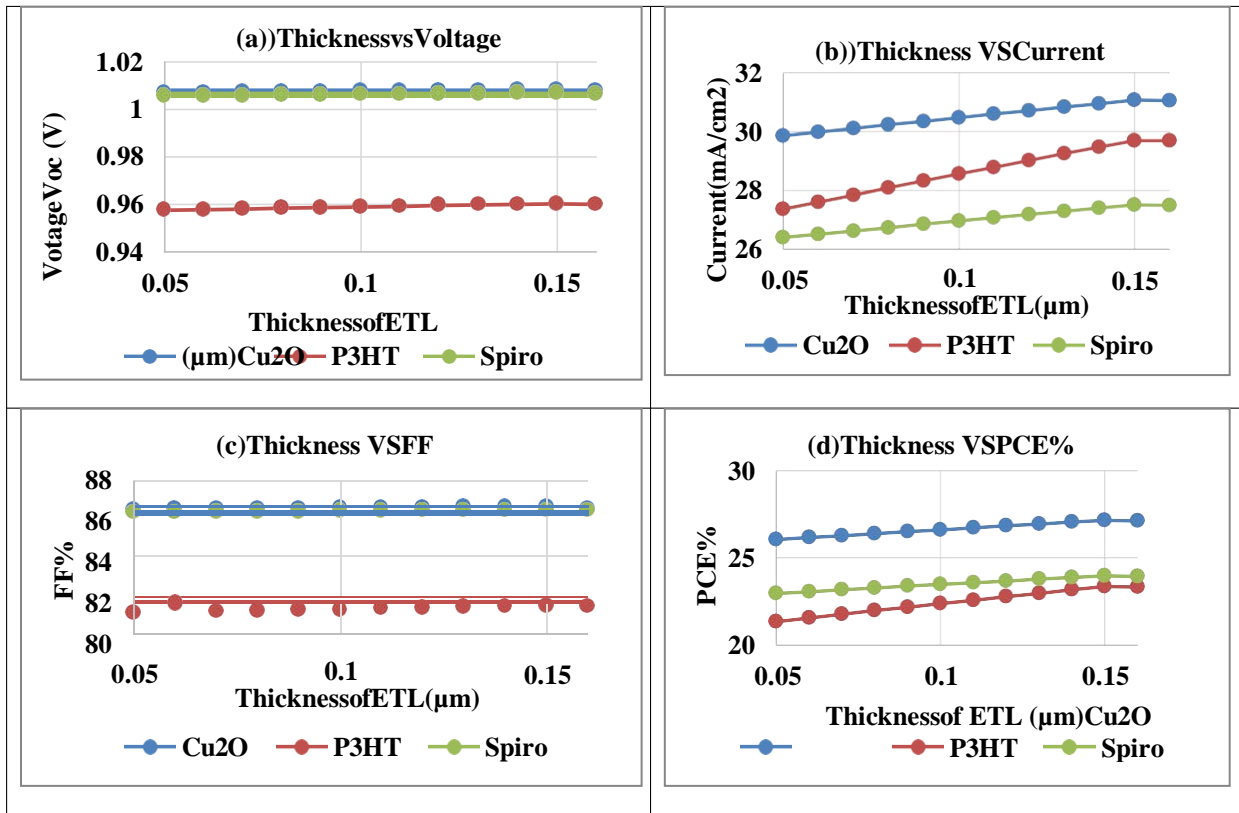 (a))ThicknessvsVoltage
1.02
1
0.98
0.96
0.94
VotageVoc (V)
0.05 0.1 0.15
ThicknessofETL
(µm)Cu2O P3HT Spiro
(b))Thickness VSCurrent
32
30
28
26
Current(mA/cm2)
0.05 0.1 0.15
ThicknessofETL(µm)
Cu2O P3HT Spiro
(c)Thickness VSFF
88
86
84
82
80
FF%
0.05 0.1 0.15
ThicknessofETL(µm)
Cu2O P3HT Spiro
(d)Thickness VSPCE%
30
25
20
PCE%
0.05 0.1 0.15
Thicknessof ETL (µm)Cu2O
P3HT Spiro